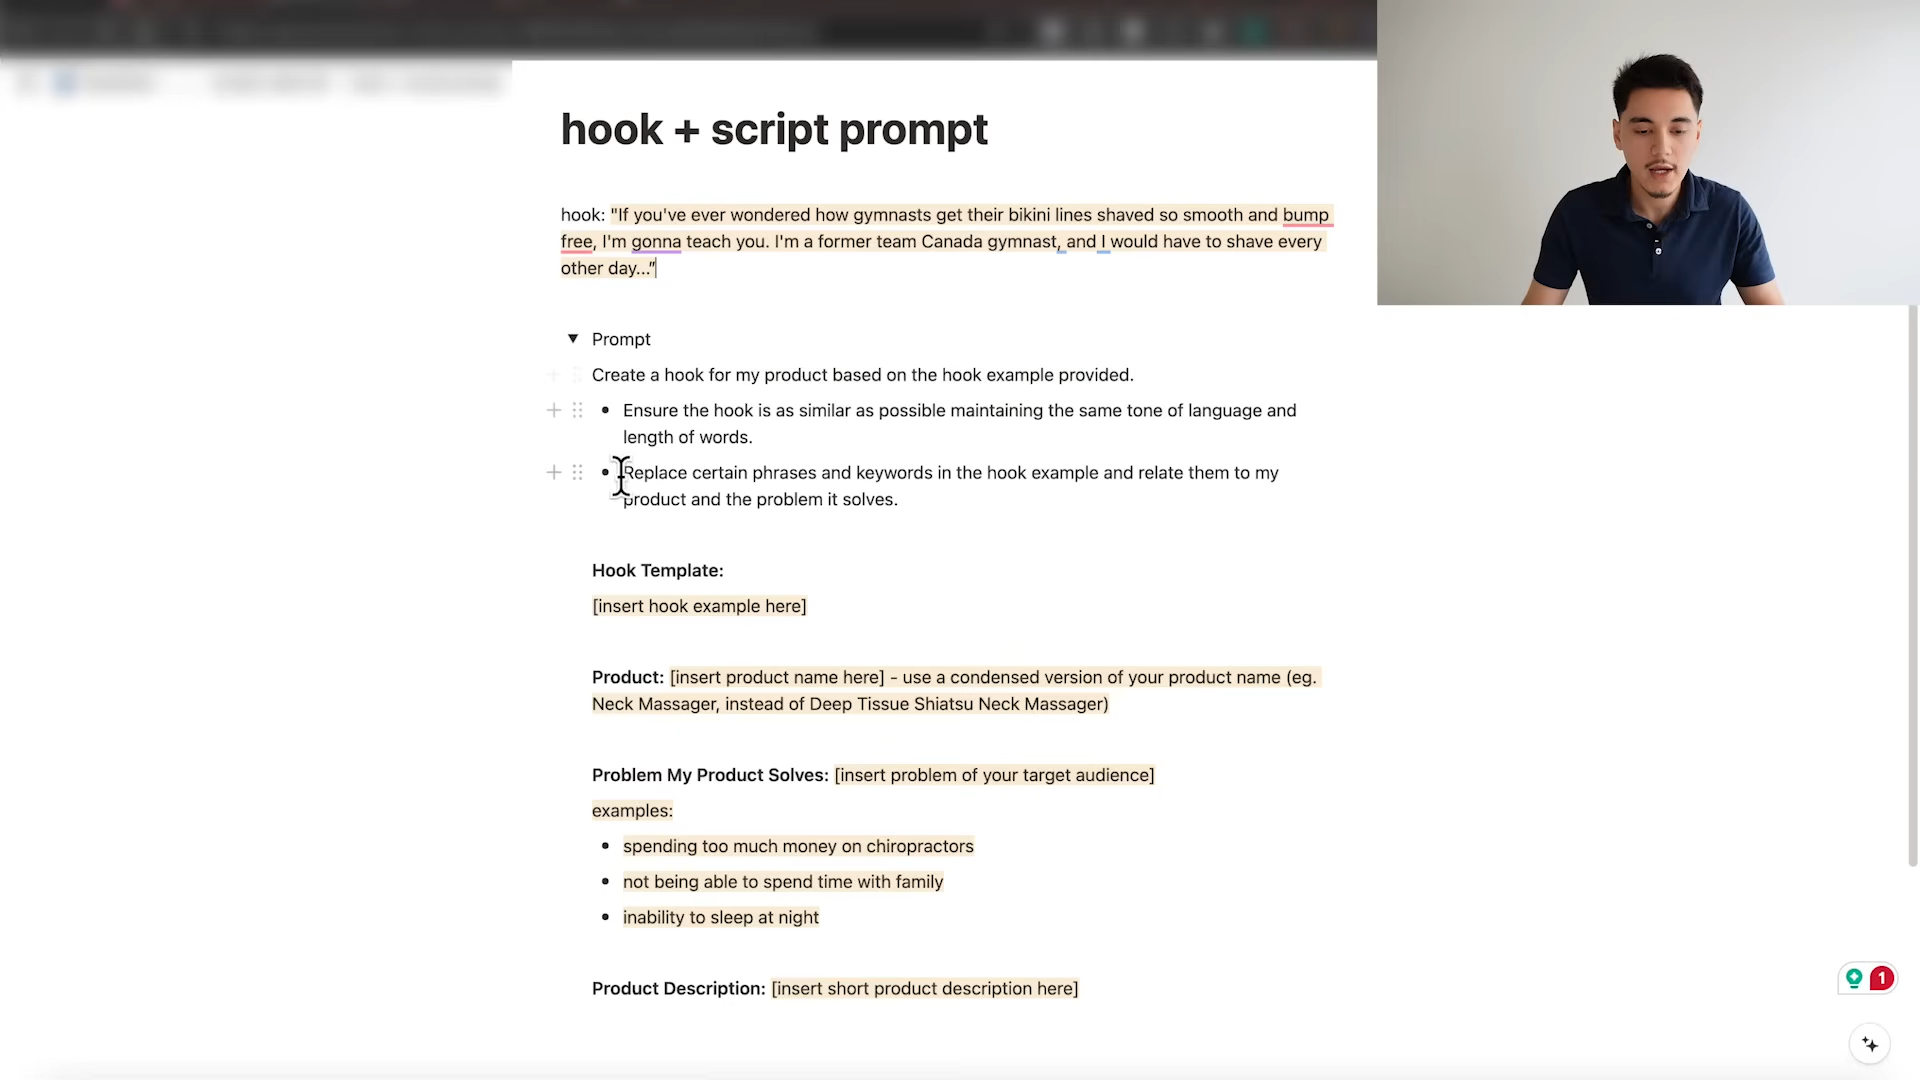 hook + script prompt
hook: "If you've ever wondered how gymnasts get their bikini lines shaved so smooth and bump
free, I'm gonna teach you. I'm a former team Canada gymnast, and I would have to shave every
other day..."
Prompt
Create a hook for my product based on the hook example provided.
Ensure the hook is as similar as possible maintaining the same tone of language and
length of words.
Replace certain phrases and keywords in the hook example and relate them to my
product and the problem it solves.
Hook Template:
[insert hook example here]
Product: [insert product name here] - use a condensed version of your product name (eg.
Neck Massager, instead of Deep Tissue Shiatsu Neck Massager)
Problem My Product Solves: [insert problem of your target audience]
examples:
spending too much money on chiropractors
not being able to spend time with family
inability to sleep at night
Product Description: [insert short product description here]
1